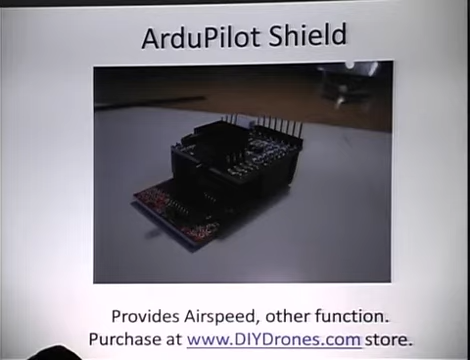 ArduPilot Shield
Provides Airspeed, other function.
Purchase at www.DIYDrones.com store.